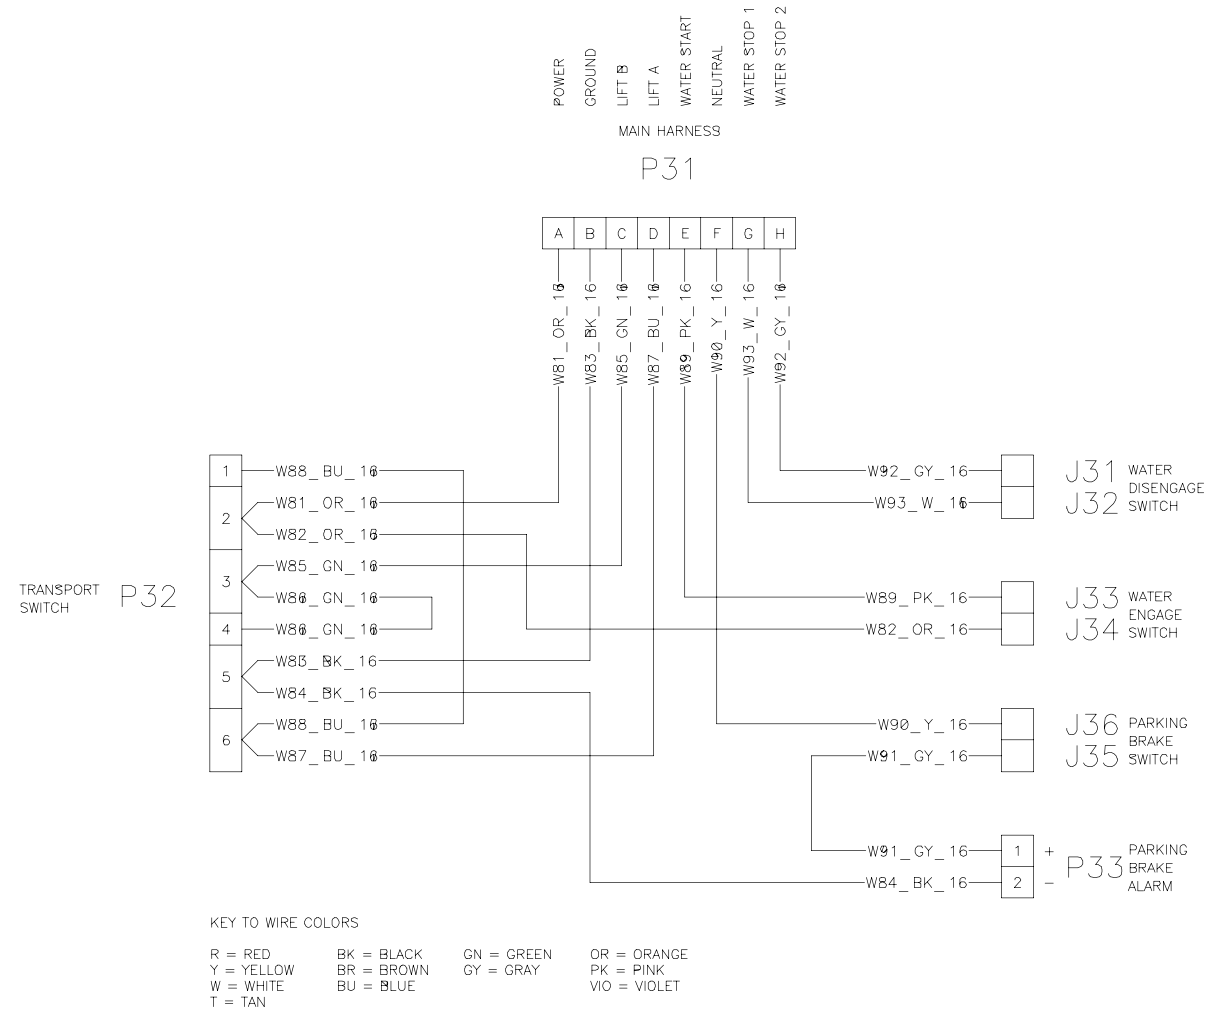 POWER
GROUND
LIFT B
LIFT A
WATER START
NEUTRAL
WATER STOP 1
WATER STOP 2
MAIN HARNESS
P31
A B C D E F G H
W81_OR_16
W83_BK_16
W85_GN_16
W87_BU_16
W89_PK_16
W90_Y_16
W93_W_16
W92_GY_16
TRANSPORT
SWITCH
P32
1 W88_BU_16
2 W81_OR_16
W82_OR_16
3 W85_GN_16
W86_GN_16
4 W86_GN_16
5 W83_BK_16
W84_BK_16
6 W88_BU_16
W87_BU_16
W92_GY_16 J31 WATER
DISENGAGE
W93_W_16 J32 SWITCH
W89_PK_16 J33 WATER
ENGAGE
W82_OR_16 J34 SWITCH
W90_Y_16 J36 PARKING
BRAKE
W91_GY_16 J35 SWITCH
W91_GY_16 1 +
W84_BK_16 2 -
P33
PARKING
BRAKE
ALARM
KEY TO WIRE COLORS
R = RED BK = BLACK GN = GREEN OR = ORANGE
Y = YELLOW BR = BROWN GY = GRAY PK = PINK
W = WHITE BU = BLUE VIO = VIOLET
T = TAN